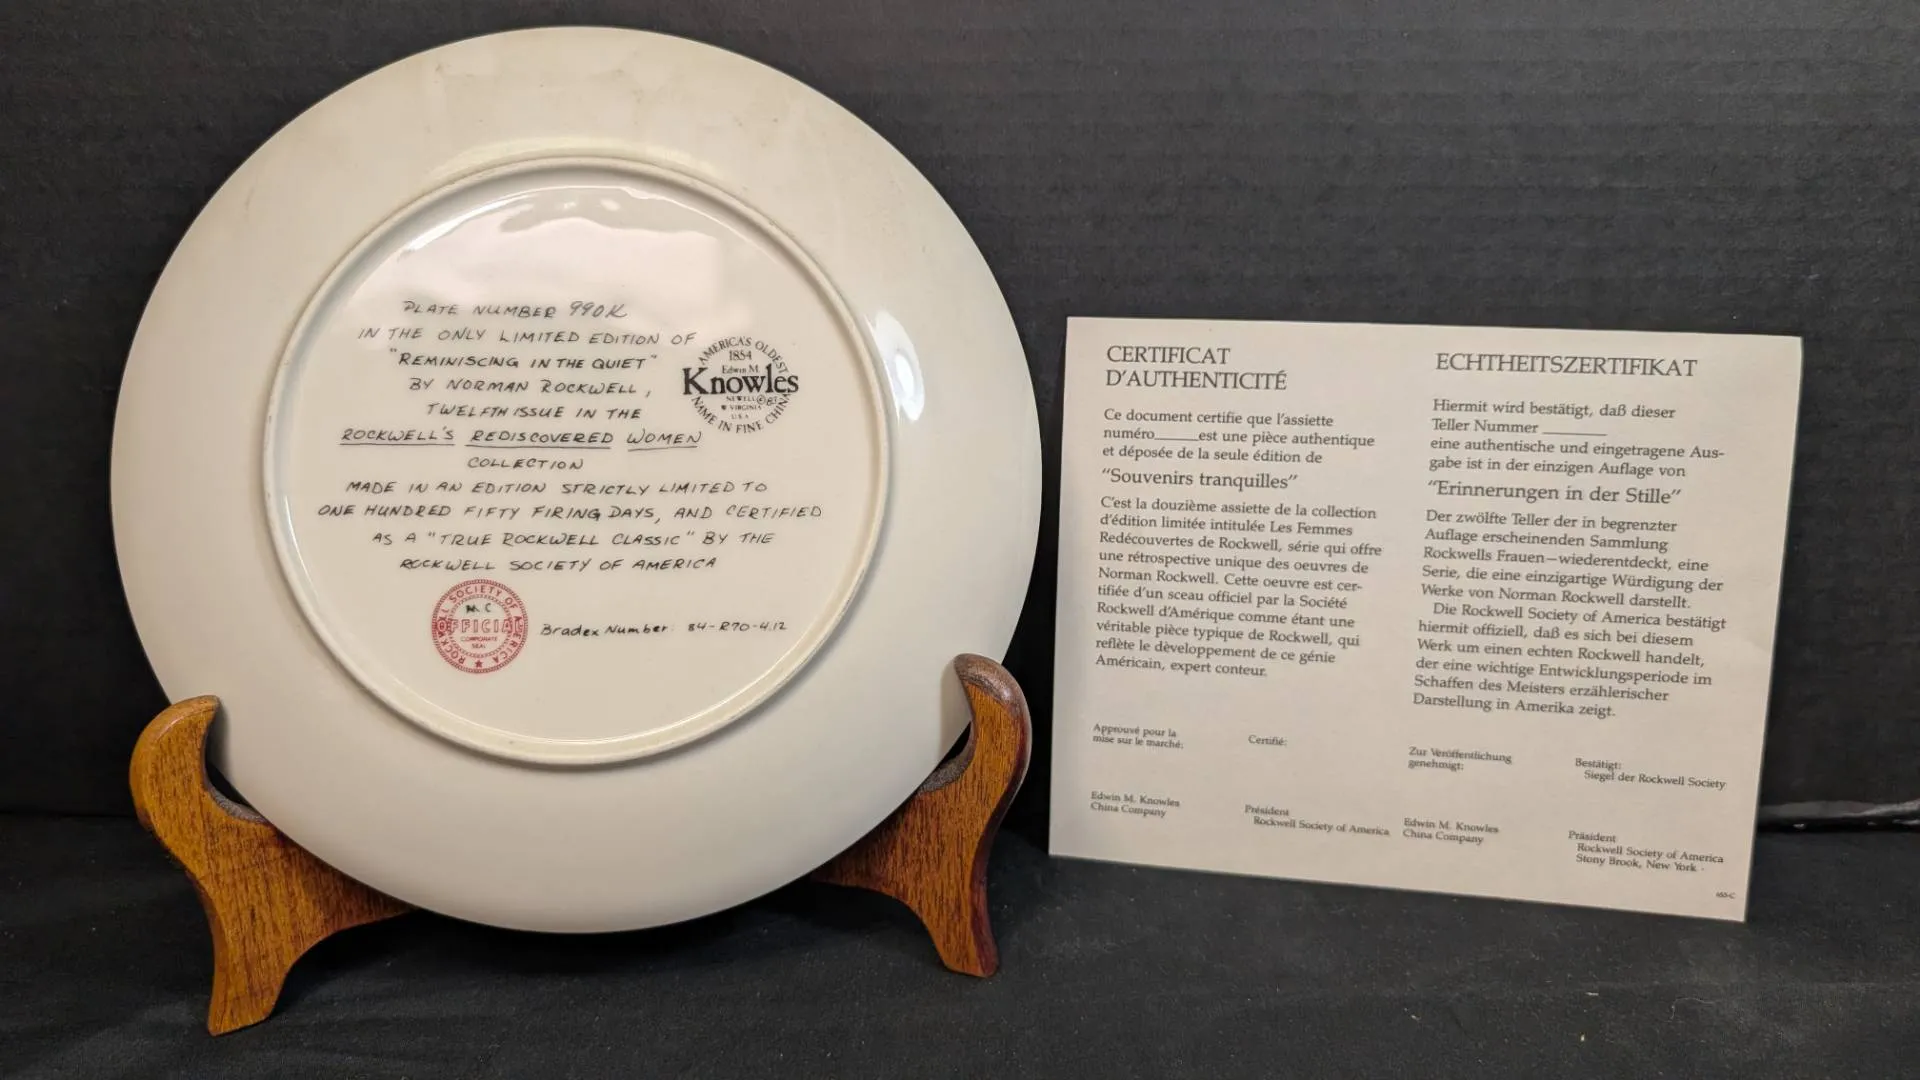 PLATE NUMBER 990K
IN THE ONLY LIMITED EDITION OF
"REMINISCING IN THE QUIET"
BY NORMAN ROCKWELL,
TWELFTH ISSUE IN THE
ROCKWELL'S REDISCOVERED WOMEN
COLLECTION
MADE IN AN EDITION STRICTLY LIMITED TO
ONE HUNDRED FIFTY FIRING DAYS, AND CERTIFIED
AS A "TRUE ROCKWELL CLASSIC" BY THE
ROCKWELL SOCIETY OF AMERICA
AMERICA'S OLDEST
1854
Edwin M.
Knowles
NEWELL
W VIRGINIA
U.S.A.
NAME IN FINE CHINA
ROCKWELL SOCIETY OF AMERICA
M C
OFFICIAL
CORPORATE
SEAL
Bradex Number: 84-R70-4.12
CERTIFICAT
D'AUTHENTICITÉ
Ce document certifie que l'assiette
numéro______est une pièce authentique
et déposée de la seule édition de
"Souvenirs tranquilles"
C'est la douzième assiette de la collection
d'édition limitée intitulée Les Femmes
Redécouvertes de Rockwell, série qui offre
une rétrospective unique des oeuvres de
Norman Rockwell. Cette oeuvre est cer-
tifiée d'un sceau officiel par la Société
Rockwell d'Amérique comme étant une
véritable pièce typique de Rockwell, qui
reflète le dèveloppement de ce génie
Américain, expert conteur.
Approuvé pour la
mise sur le marché:
Certifié:
Edwin M. Knowles
China Company
Président
Rockwell Society of America
ECHTHEITSZERTIFIKAT
Hiermit wird bestätigt, daß dieser
Teller Nummer ________
eine authentische und eingetragene Aus-
gabe ist in der einzigen Auflage von
"Erinnerungen in der Stille"
Der zwölfte Teller der in begrenzter
Auflage erscheinenden Sammlung
Rockwells Frauen—wiederentdeckt, eine
Serie, die eine einzigartige Würdigung der
Werke von Norman Rockwell darstellt.
Die Rockwell Society of America bestätigt
hiermit offiziell, daß es sich bei diesem
Werk um einen echten Rockwell handelt,
der eine wichtige Entwicklungsperiode im
Schaffen des Meisters erzählerischer
Darstellung in Amerika zeigt.
Zur Veröffentlichung
genehmigt:
Bestätigt:
Siegel der Rockwell Society
Edwin M. Knowles
China Company
Präsident
Rockwell Society of America
Stony Brook, New York